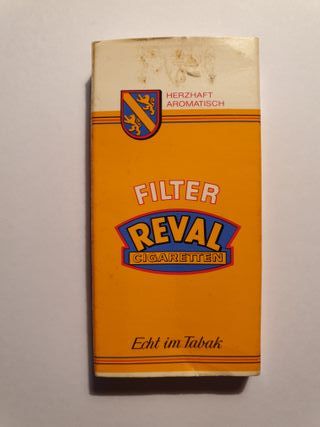 HERZHAFT
AROMATISCH
FILTER
REVAL
CIGARETTEN
Echt im Tabak